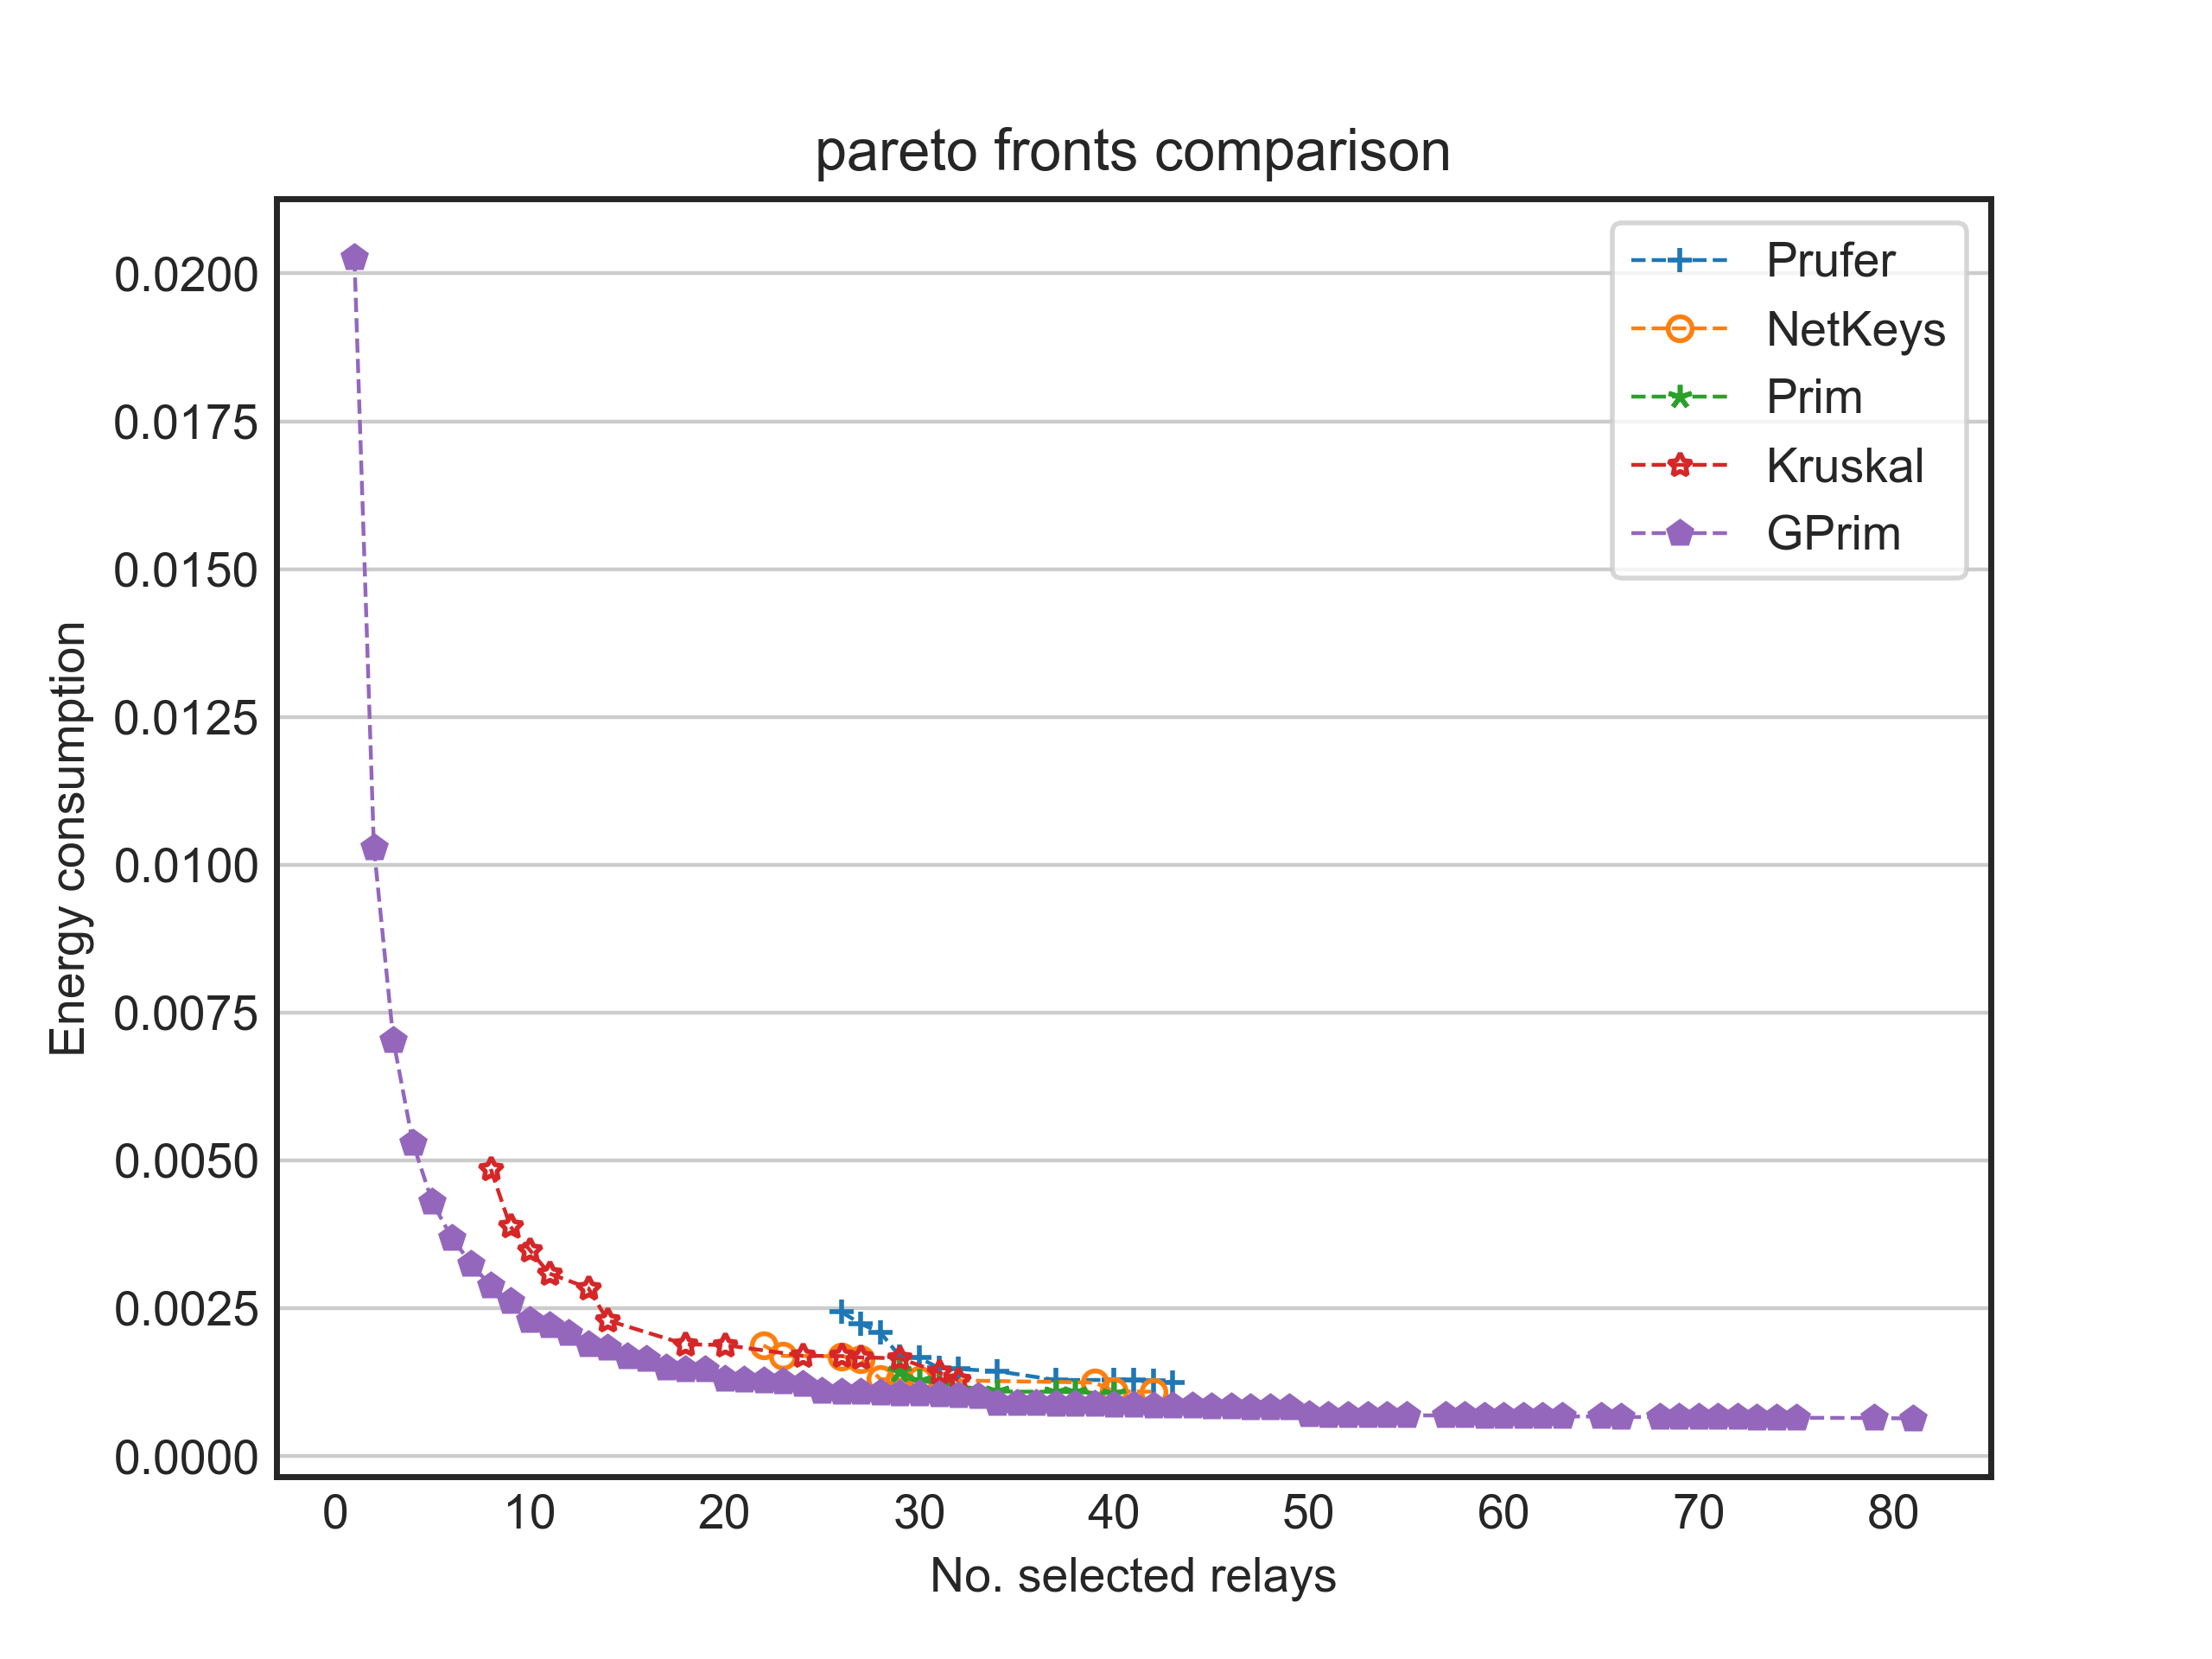 pareto fronts comparison
Prufer
NetKeys
Prim
Kruskal
GPrim
Energy consumption
0.0200
0.0175
0.0150
0.0125
0.0100
0.0075
0.0050
0.0025
0.0000
0 10 20 30 40 50 60 70 80
No. selected relays